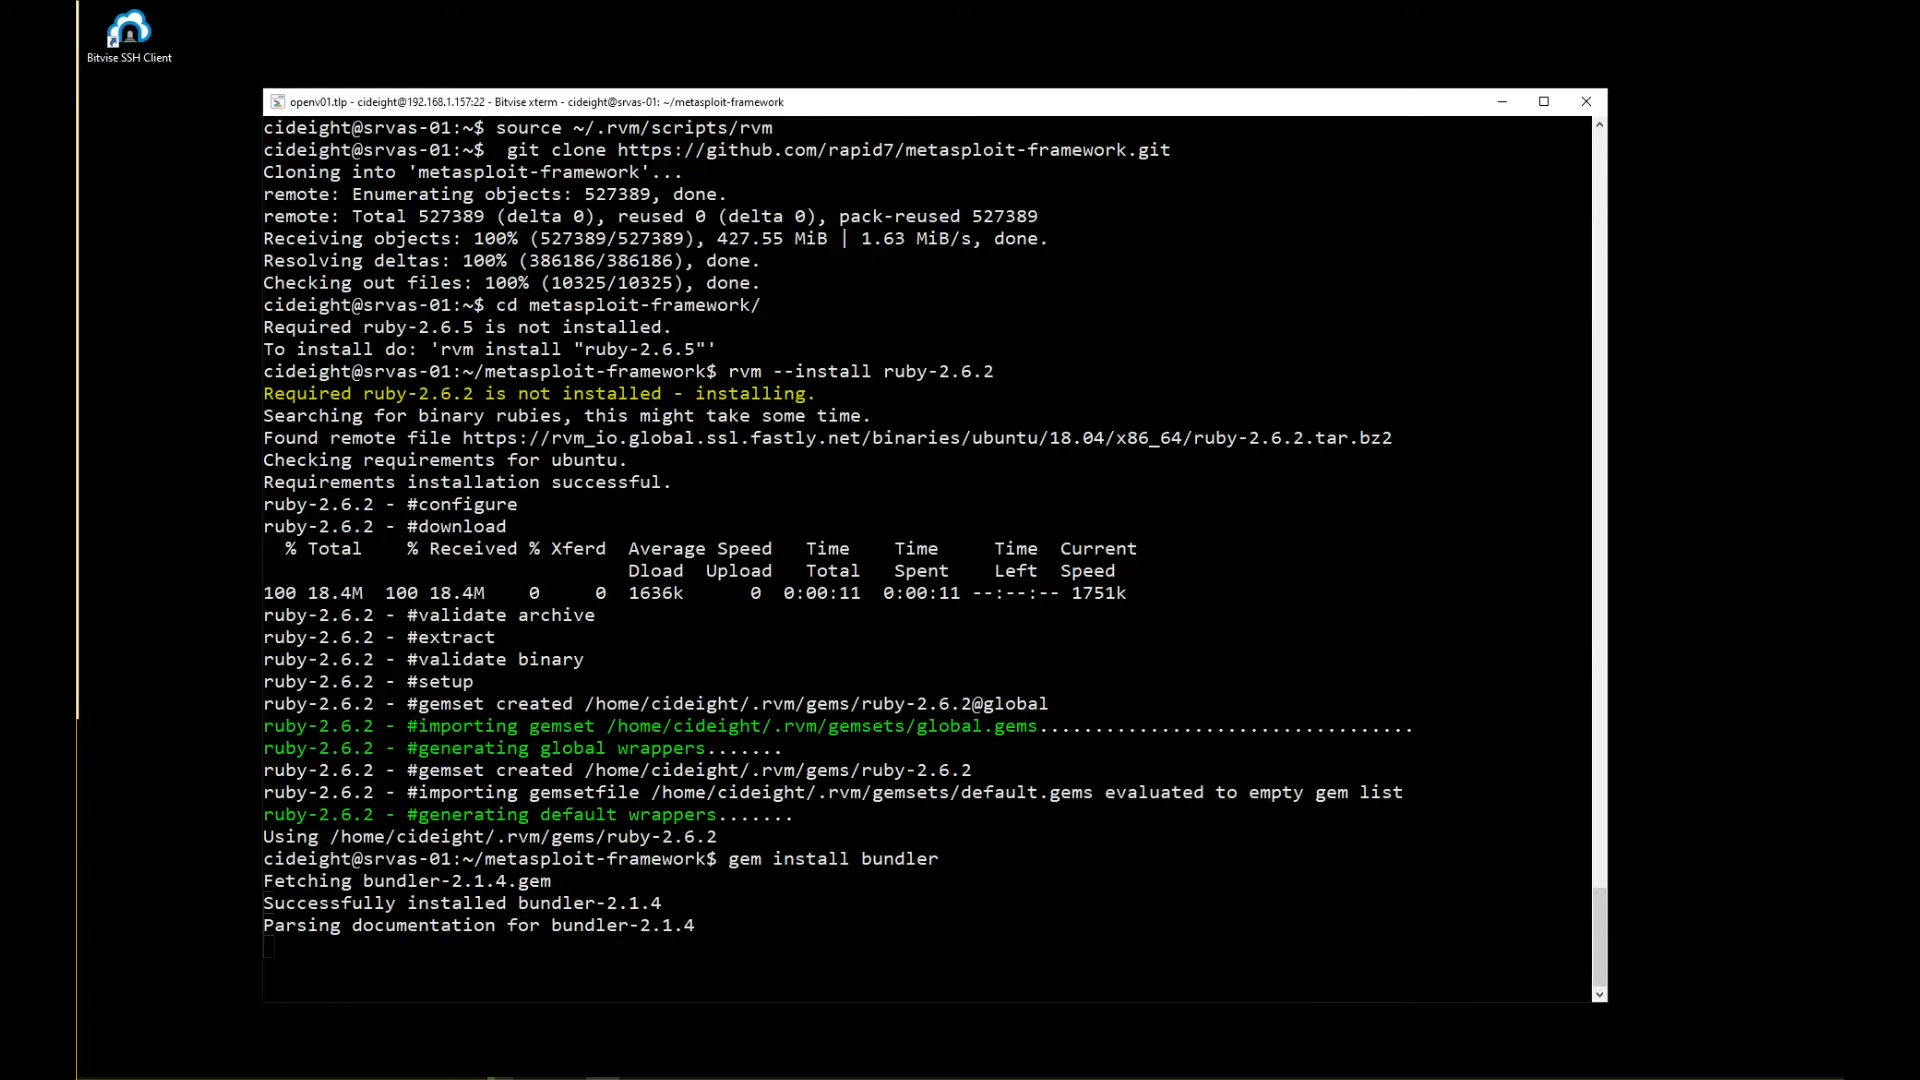 Bitvise SSH Client
openv01.tlp - cideight@192.168.1.157:22 - Bitvise xterm - cideight@srvas-01: ~/metasploit-framework
cideight@srvas-01:~$ source ~/.rvm/scripts/rvm
cideight@srvas-01:~$  git clone https://github.com/rapid7/metasploit-framework.git
Cloning into 'metasploit-framework'...
remote: Enumerating objects: 527389, done.
remote: Total 527389 (delta 0), reused 0 (delta 0), pack-reused 527389
Receiving objects: 100% (527389/527389), 427.55 MiB | 1.63 MiB/s, done.
Resolving deltas: 100% (386186/386186), done.
Checking out files: 100% (10325/10325), done.
cideight@srvas-01:~$ cd metasploit-framework/
Required ruby-2.6.5 is not installed.
To install do: 'rvm install "ruby-2.6.5"'
cideight@srvas-01:~/metasploit-framework$ rvm --install ruby-2.6.2
Required ruby-2.6.2 is not installed - installing.
Searching for binary rubies, this might take some time.
Found remote file https://rvm_io.global.ssl.fastly.net/binaries/ubuntu/18.04/x86_64/ruby-2.6.2.tar.bz2
Checking requirements for ubuntu.
Requirements installation successful.
ruby-2.6.2 - #configure
ruby-2.6.2 - #download
  % Total    % Received % Xferd  Average Speed   Time    Time     Time  Current
                                 Dload  Upload   Total   Spent    Left  Speed
100 18.4M  100 18.4M    0     0  1636k      0  0:00:11  0:00:11 --:--:-- 1751k
ruby-2.6.2 - #validate archive
ruby-2.6.2 - #extract
ruby-2.6.2 - #validate binary
ruby-2.6.2 - #setup
ruby-2.6.2 - #gemset created /home/cideight/.rvm/gems/ruby-2.6.2@global
ruby-2.6.2 - #importing gemset /home/cideight/.rvm/gemsets/global.gems..................................
ruby-2.6.2 - #generating global wrappers.......
ruby-2.6.2 - #gemset created /home/cideight/.rvm/gems/ruby-2.6.2
ruby-2.6.2 - #importing gemsetfile /home/cideight/.rvm/gemsets/default.gems evaluated to empty gem list
ruby-2.6.2 - #generating default wrappers.......
Using /home/cideight/.rvm/gems/ruby-2.6.2
cideight@srvas-01:~/metasploit-framework$ gem install bundler
Fetching bundler-2.1.4.gem
Successfully installed bundler-2.1.4
Parsing documentation for bundler-2.1.4